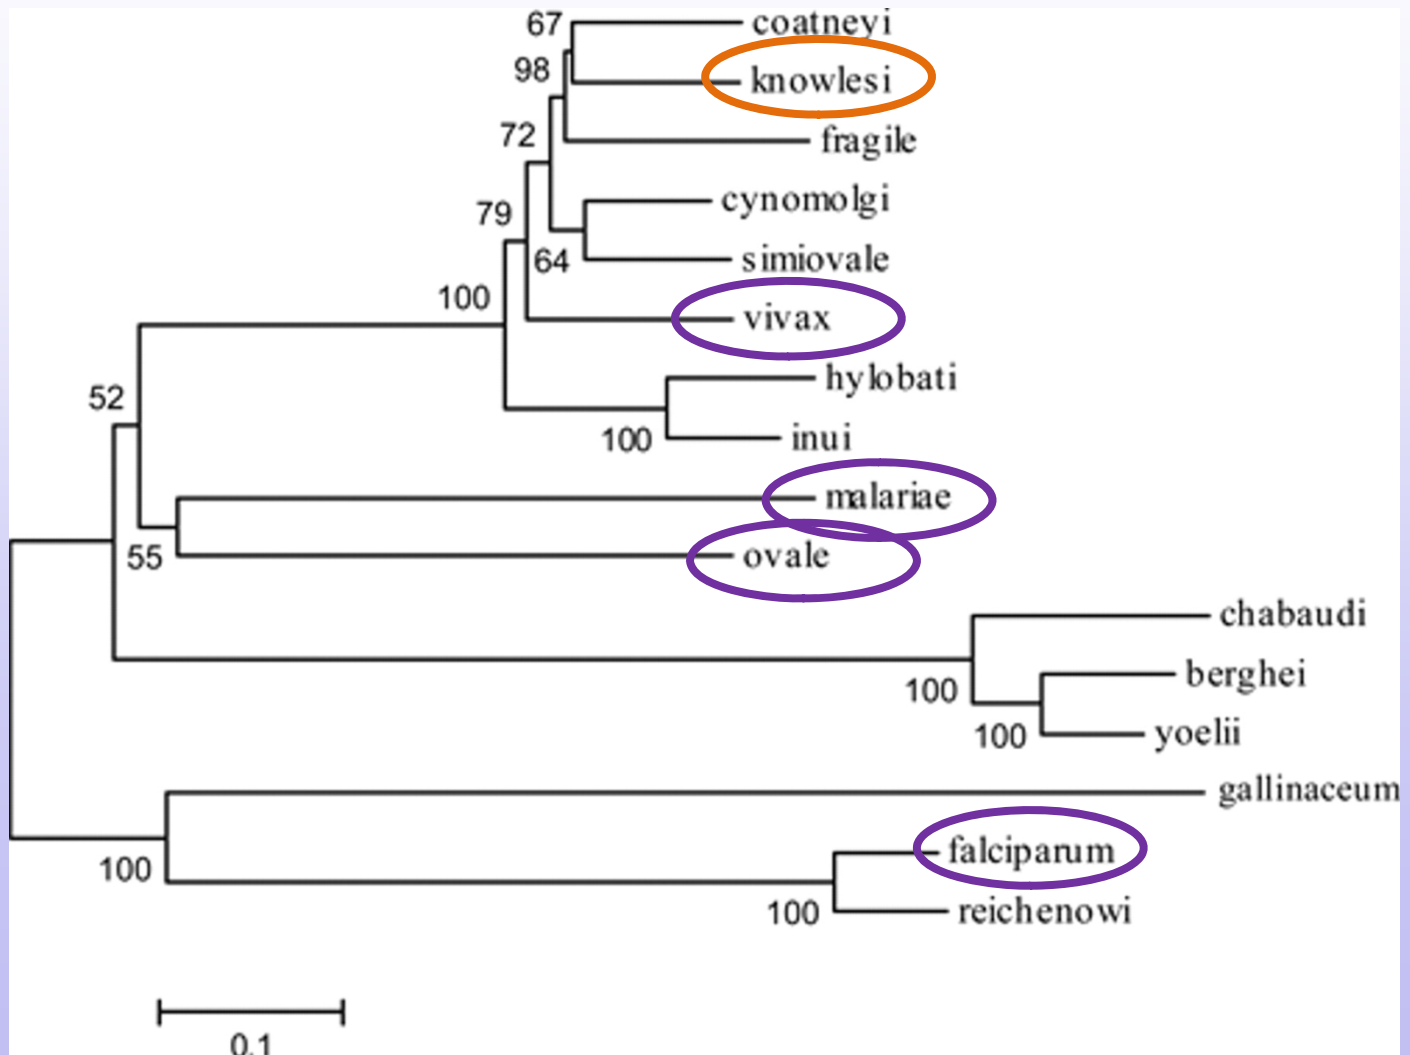 67
coatneyi
98
knowlesi
72
fragile
79
cynomolgi
64
simiovale
100
vivax
52
hylobati
100
inui
malariae
55
ovale
chabaudi
100
berghei
100
yoelii
gallinaceum
100
falciparum
100
reichenowi
0.1